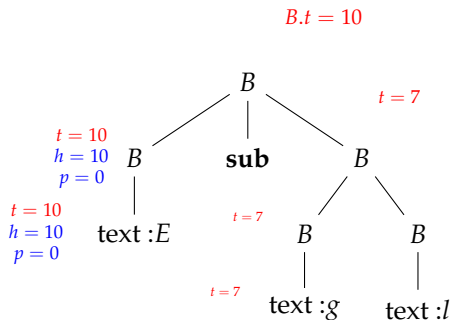 B.t = 10
B
t = 7
t = 10
h = 10
p = 0
B
sub
B
t = 10
h = 10
p = 0
text :E
t = 7
B
B
t = 7
text :g
text :l